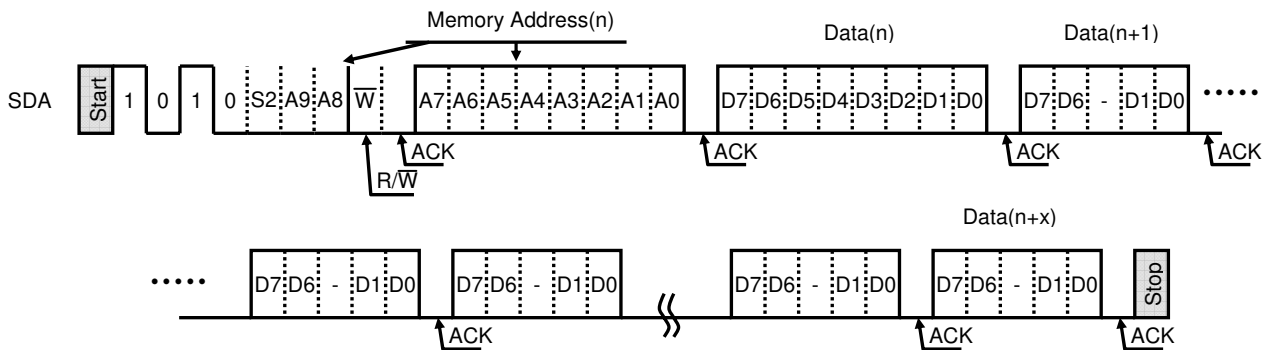 Memory Address(n)
Data(n) Data(n+1)
SDA Start 1 0 1 0 S2 A9 A8 W̅ A7 A6 A5 A4 A3 A2 A1 A0 D7 D6 D5 D4 D3 D2 D1 D0 D7 D6 - D1 D0 •••••
ACK ACK ACK ACK
R/W̅
Data(n+x)
••••• D7 D6 - D1 D0 D7 D6 - D1 D0 D7 D6 - D1 D0 D7 D6 - D1 D0 Stop
ACK ACK ACK